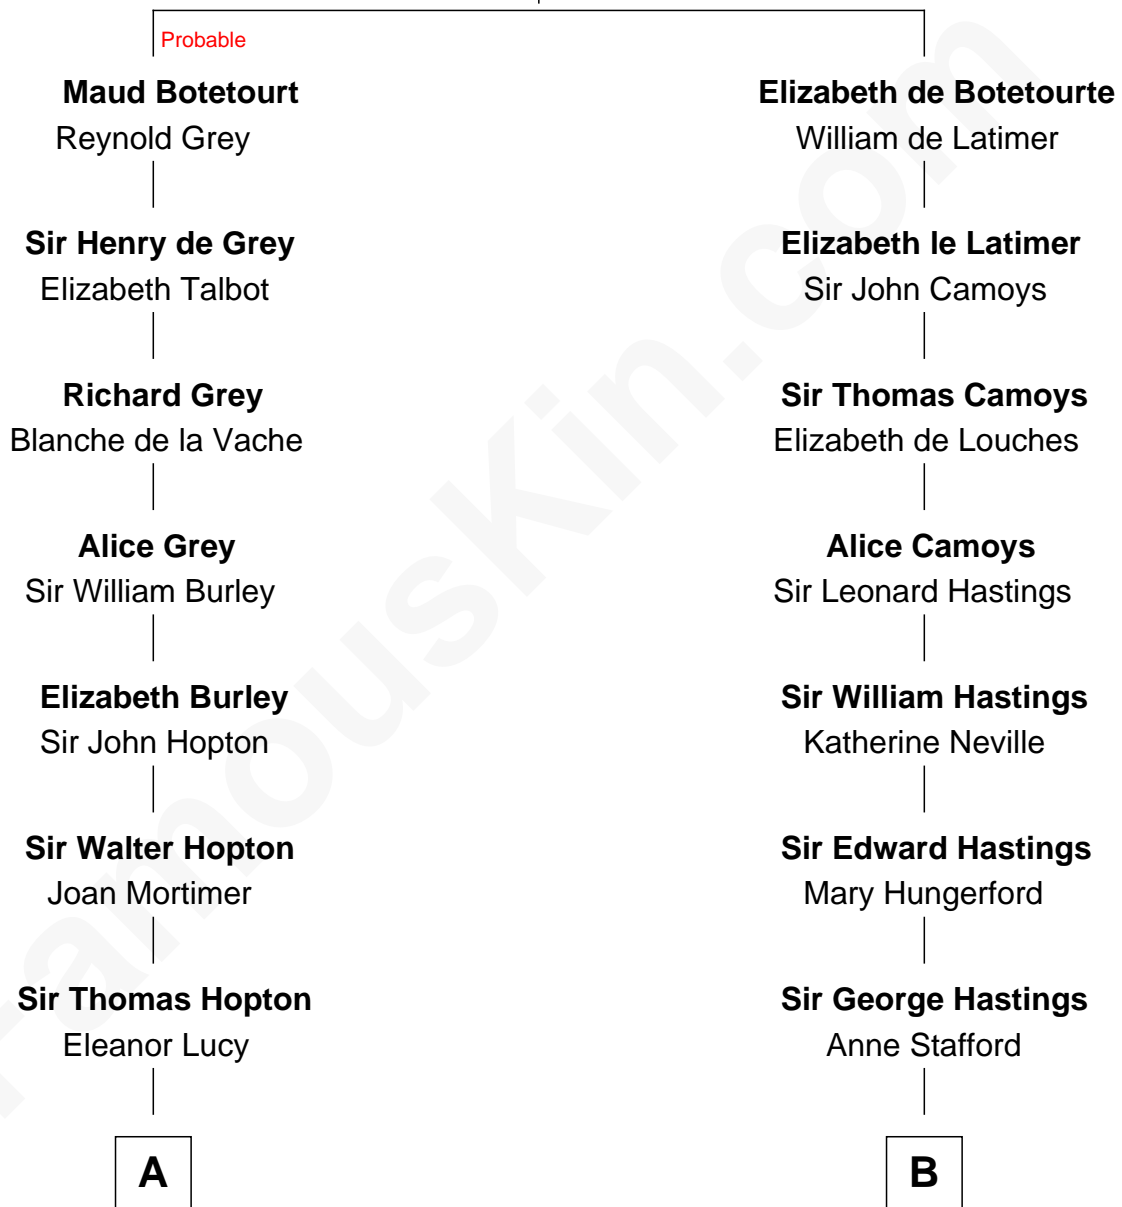 Probable
Maud Botetourt
Reynold Grey
Sir Henry de Grey
Elizabeth Talbot
Richard Grey
Blanche de la Vache
Alice Grey
Sir William Burley
Elizabeth Burley
Sir John Hopton
Sir Walter Hopton
Joan Mortimer
Sir Thomas Hopton
Eleanor Lucy
A
Elizabeth de Botetourte
William de Latimer
Elizabeth le Latimer
Sir John Camoys
Sir Thomas Camoys
Elizabeth de Louches
Alice Camoys
Sir Leonard Hastings
Sir William Hastings
Katherine Neville
Sir Edward Hastings
Mary Hungerford
Sir George Hastings
Anne Stafford
B
FamousKin.com